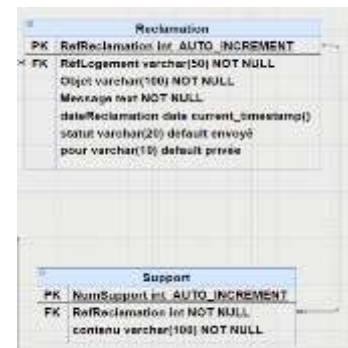 Reclamation
PK RefReclamation int AUTO_INCREMENT
FK RefLogement varchar(50) NOT NULL
Objet varchar(100) NOT NULL
Message text NOT NULL
dateReclamation date current_timestamp()
statut varchar(20) default envoyé
pour varchar(10) default privée
Support
PK NumSupport int AUTO_INCREMENT
FK RefReclamation int NOT NULL
contenu varchar(100) NOT NULL